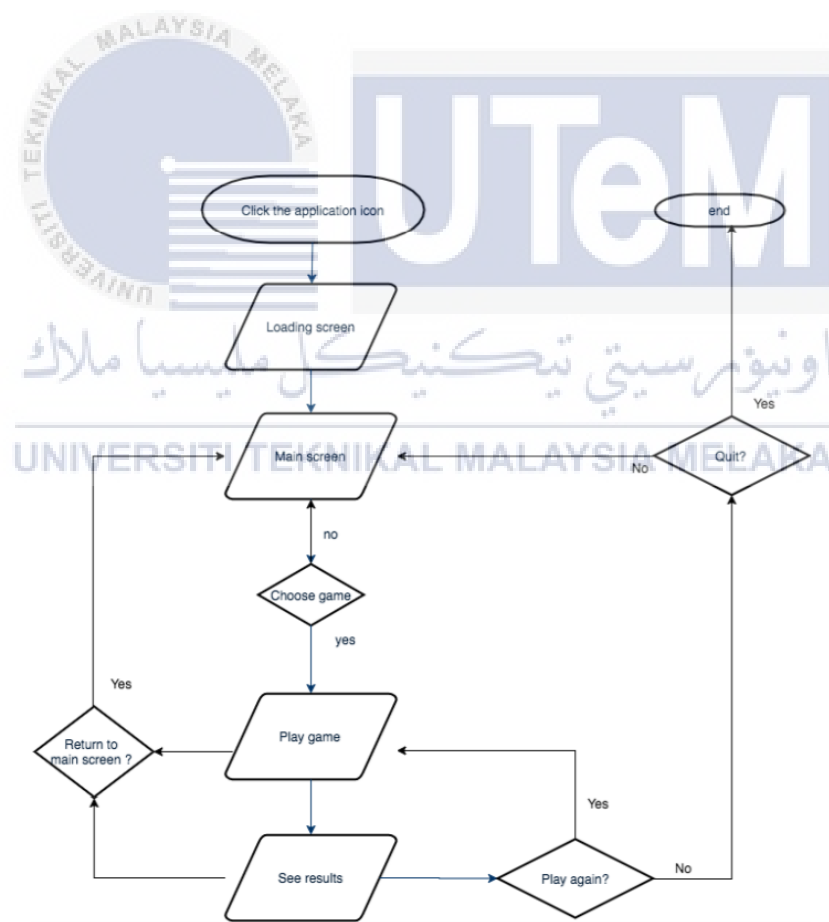 UNIVERSITI TEKNIKAL MALAYSIA MELAKA
UTeM
Click the application icon
end
Loading screen
اونيۏرسيتي تيكنيكل مليسيا ملاك
Yes
UNIVERSITI TEKNIKAL MALAYSIA MELAKA
Main screen
No
Quit?
no
Choose game
yes
Yes
Play game
Return to
main screen ?
Yes
See results
Play again?
No